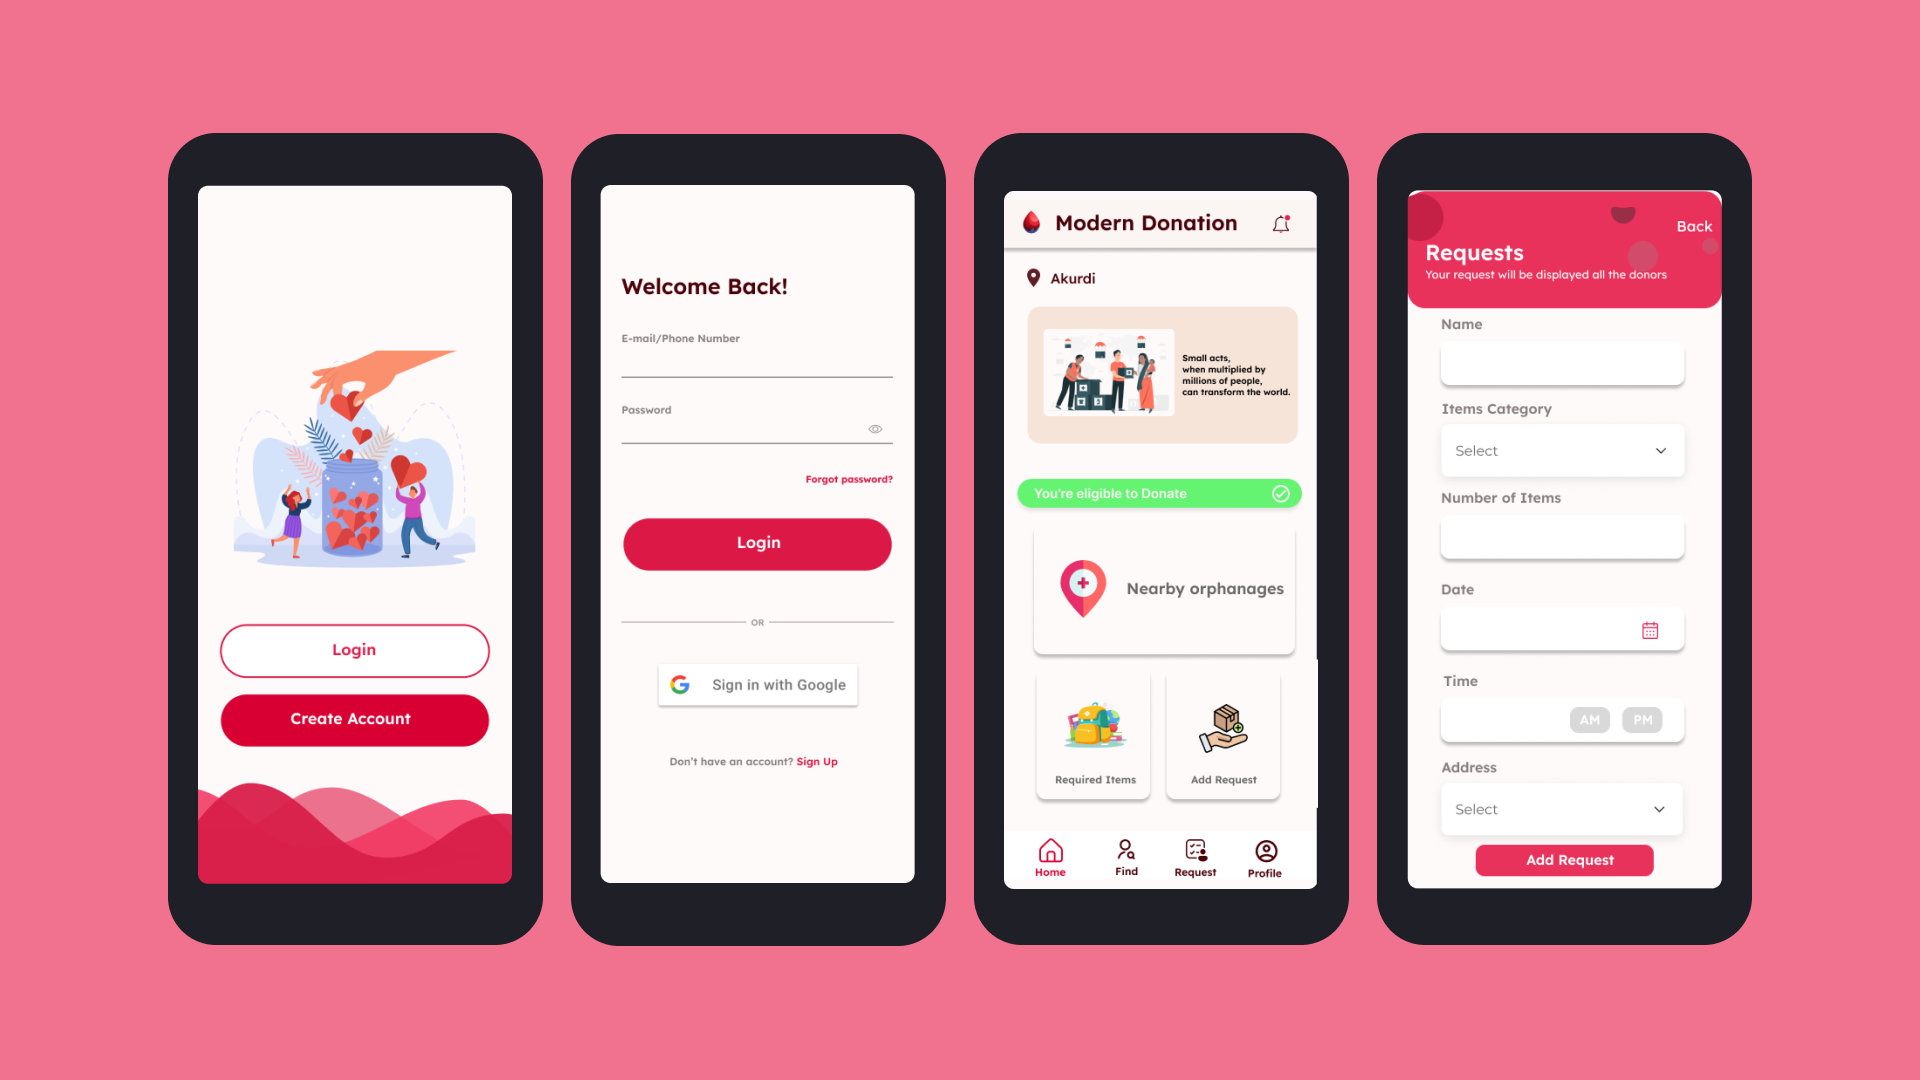 Login
Create Account
Welcome Back!
E-mail/Phone Number
Password
Forgot password?
Login
OR
Sign in with Google
Don't have an account? Sign Up
Modern Donation
Akurdi
Small acts,
when multiplied by
millions of people,
can transform the world.
You're eligible to Donate
Nearby orphanages
Required Items
Add Request
Home
Find
Request
Profile
Back
Requests
Your request will be displayed all the donors
Name
Items Category
Select
Number of Items
Date
Time
AM
PM
Address
Select
Add Request